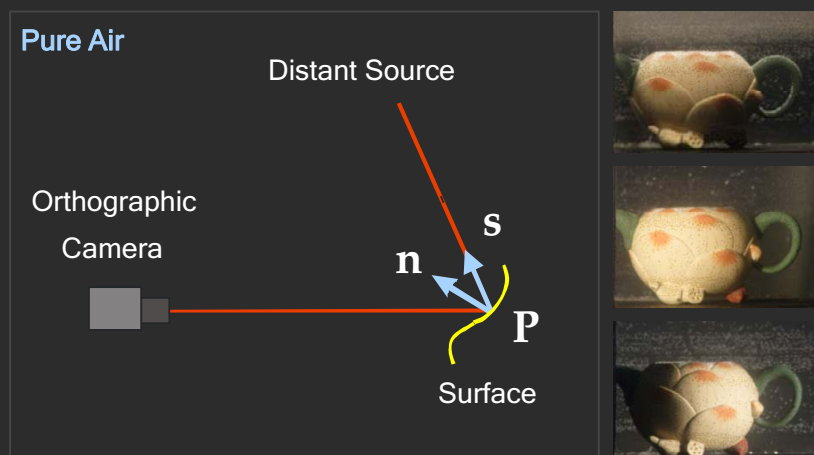 Pure Air
Distant Source
Orthographic
Camera
n
s
P
Surface